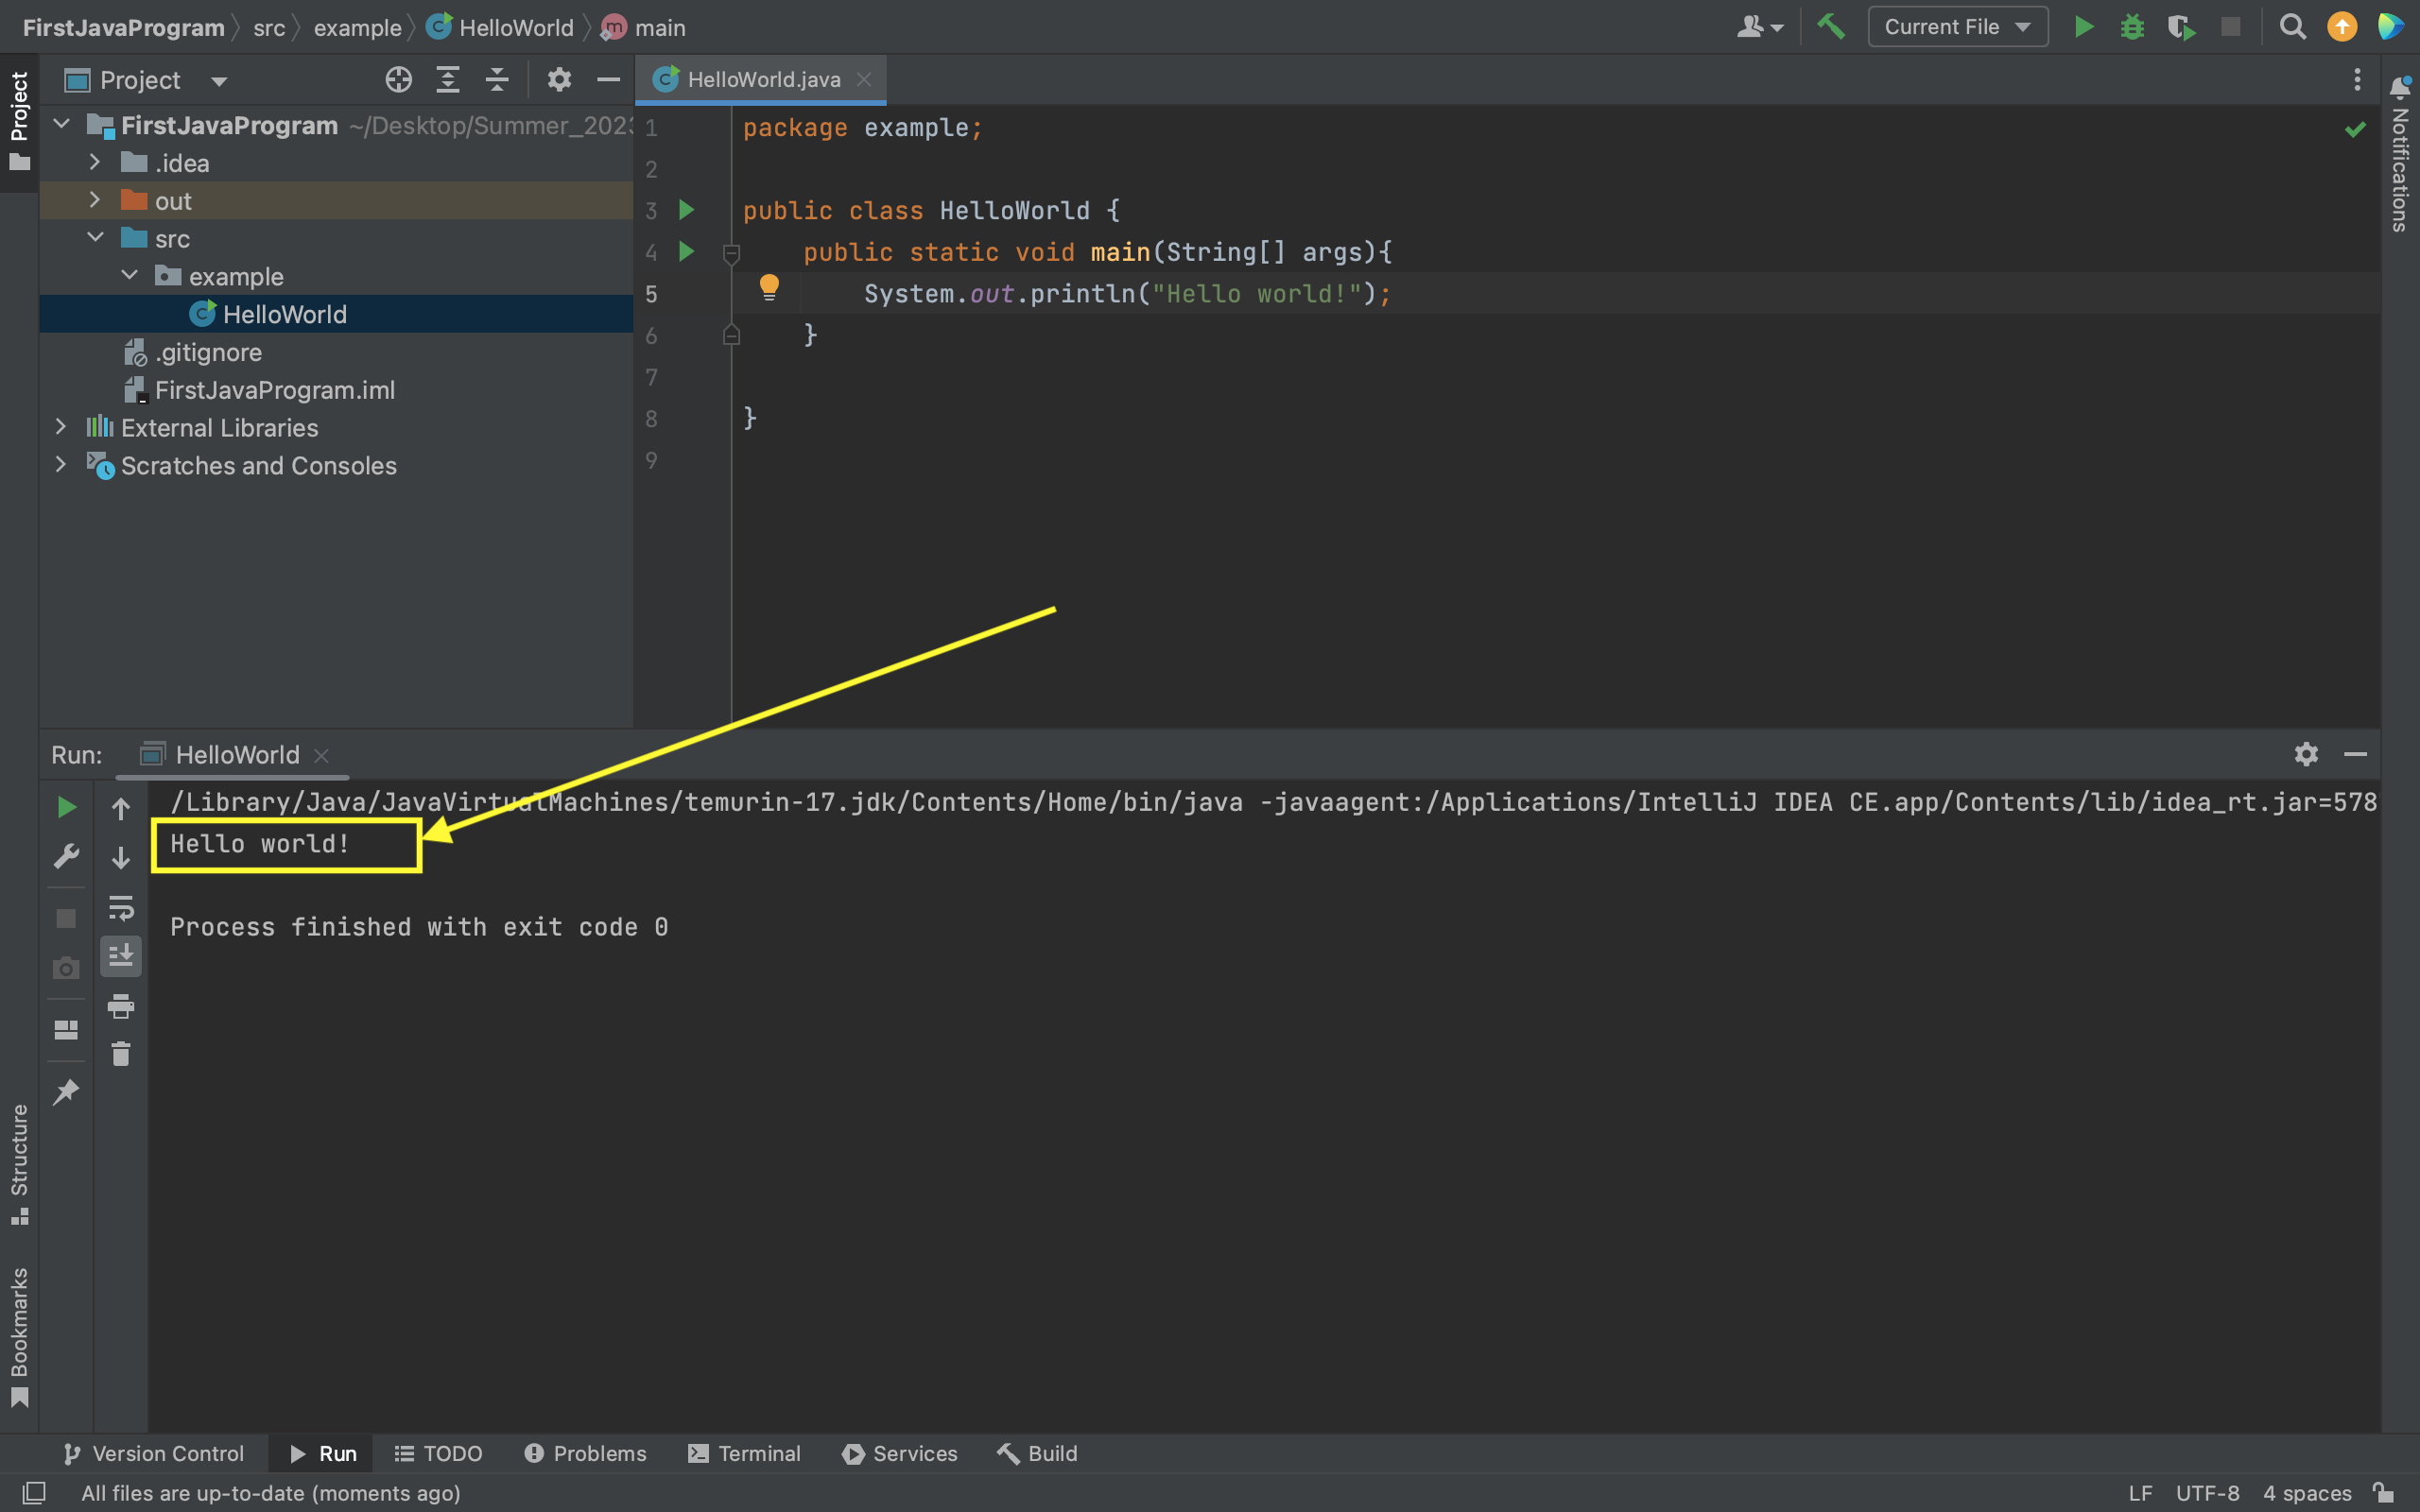 FirstJavaProgram src example HelloWorld main
Current File
Project
HelloWorld.java
Project
Notifications
FirstJavaProgram ~/Desktop/Summer_2023
.idea
out
src
example
HelloWorld
.gitignore
FirstJavaProgram.iml
External Libraries
Scratches and Consoles
1 package example;
2
3 public class HelloWorld {
4 public static void main(String[] args){
5 System.out.println("Hello world!");
6 }
7
8 }
9
Run: HelloWorld
/Library/Java/JavaVirtualMachines/temurin-17.jdk/Contents/Home/bin/java -javaagent:/Applications/IntelliJ IDEA CE.app/Contents/lib/idea_rt.jar=578
Hello world!
Process finished with exit code 0
Structure
Bookmarks
Version Control Run TODO Problems Terminal Services Build
All files are up-to-date (moments ago) LF UTF-8 4 spaces